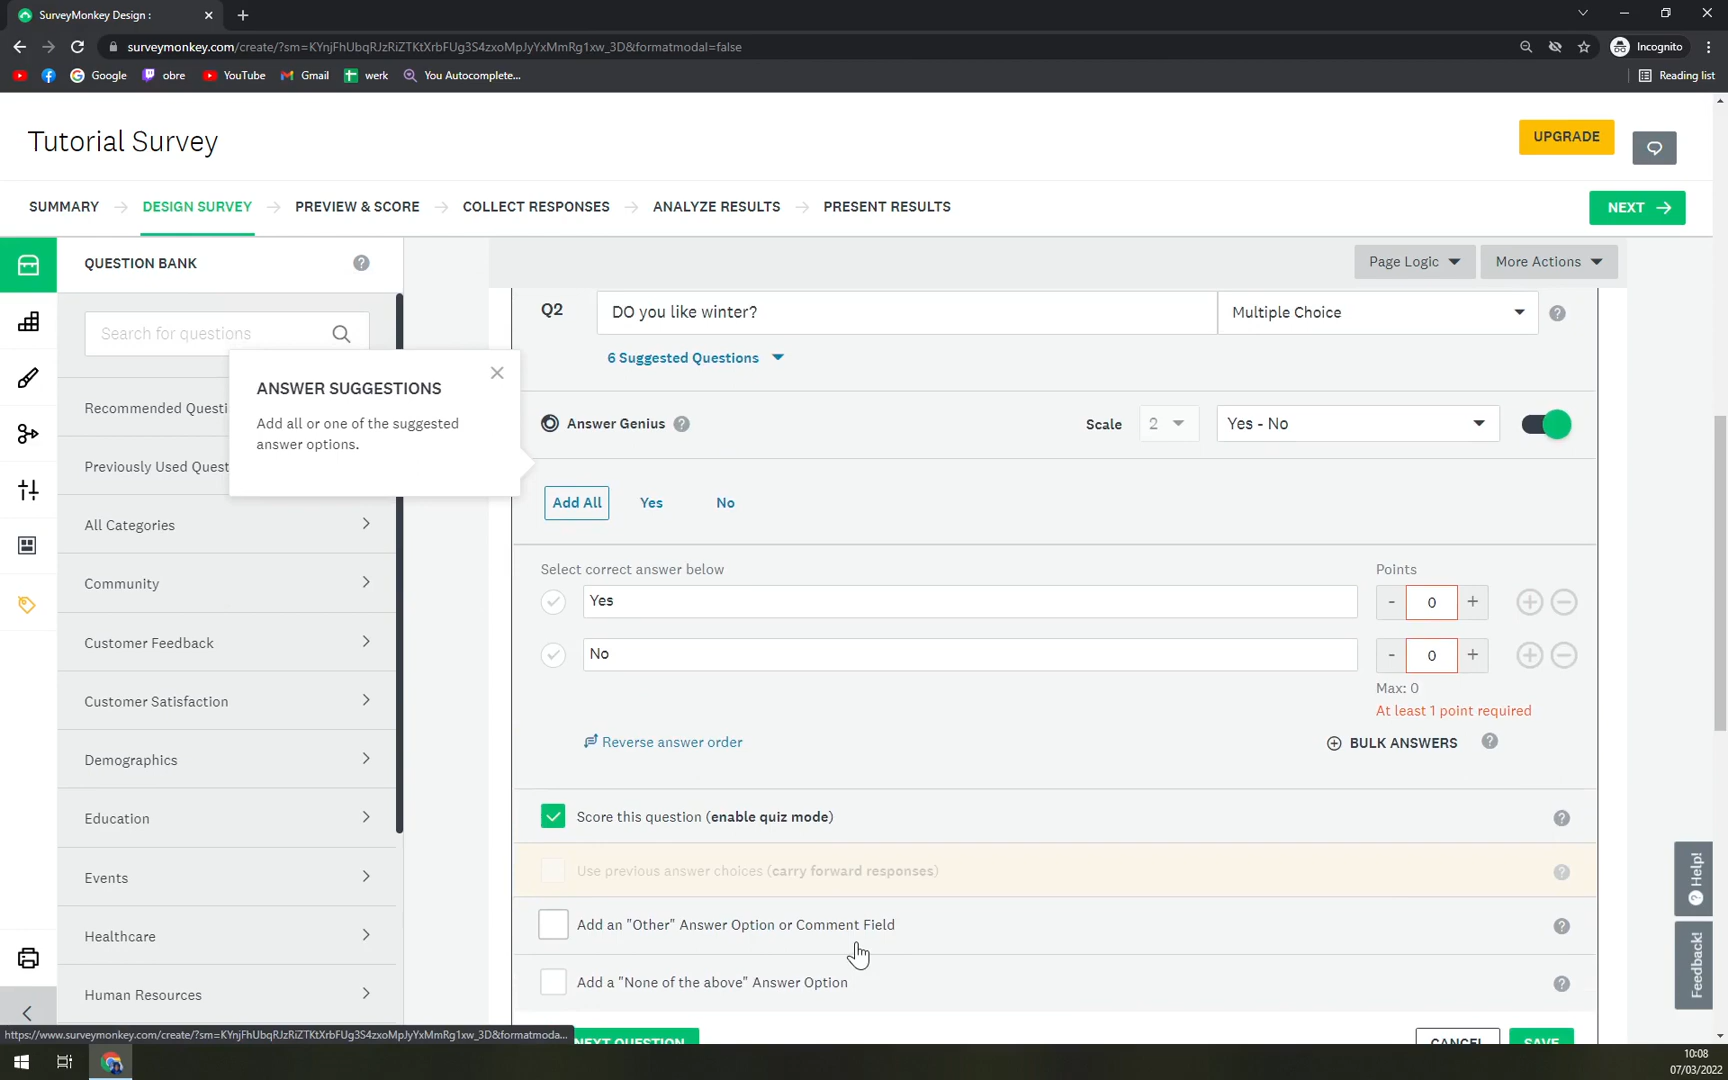 SurveyMonkey Design :
surveymonkey.com/create/?sm=KYnjFhUbqRJzRiZTKtXrbFUg3S4zxoMpJyYxMmRg1xw_3D&formatmodal=false
Incognito
Google
obre
YouTube
Gmail
werk
You Autocomplete...
Reading list
Tutorial Survey
UPGRADE
SUMMARY
DESIGN SURVEY
PREVIEW & SCORE
COLLECT RESPONSES
ANALYZE RESULTS
PRESENT RESULTS
NEXT
QUESTION BANK
Page Logic
More Actions
Search for questions
Q2
DO you like winter?
Multiple Choice
6 Suggested Questions
ANSWER SUGGESTIONS
Add all or one of the suggested
answer options.
Recommended Questi
Previously Used Quest
All Categories
Community
Customer Feedback
Customer Satisfaction
Demographics
Education
Events
Healthcare
Human Resources
Answer Genius
Scale
2
Yes - No
Add All
Yes
No
Select correct answer below
Points
Yes
- 0 +
No
- 0 +
Max: 0
At least 1 point required
Reverse answer order
BULK ANSWERS
Score this question (enable quiz mode)
Use previous answer choices (carry forward responses)
Add an "Other" Answer Option or Comment Field
Add a "None of the above" Answer Option
Help!
Feedback!
https://www.surveymonkey.com/create/?sm=KYnjFhUbqRJzRiZTKtXrbFUg3S4zxoMpJyYxMmRg1xw_3D&formatmoda...
NEXT QUESTION
CANCEL
SAVE
10:08
07/03/2022